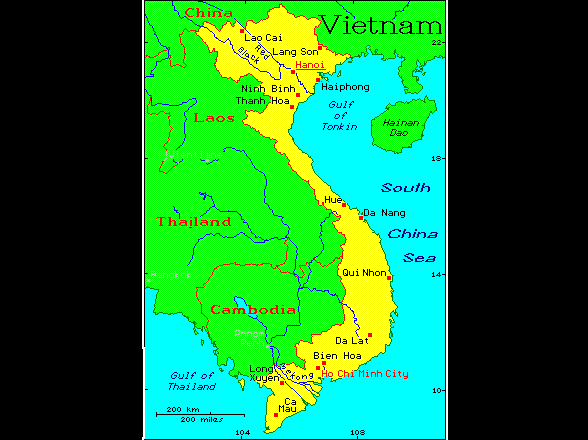 China
Vietnam
Lao Cai
Red
Black
Lang Son
22
Hanoi
Ninh Binh
Haiphong
Thanh Hoa
Gulf
of
Tonkin
Hainan
Dao
Laos
18
South
Hue
Da Nang
Thailand
China
Sea
Qui Nhon
14
Cambodia
Da Lat
Bien Hoa
Long
Xuyen
Ho Chi Minh City
Gulf of
Thailand
10
Ca
Mau
200 km
200 miles
104
108